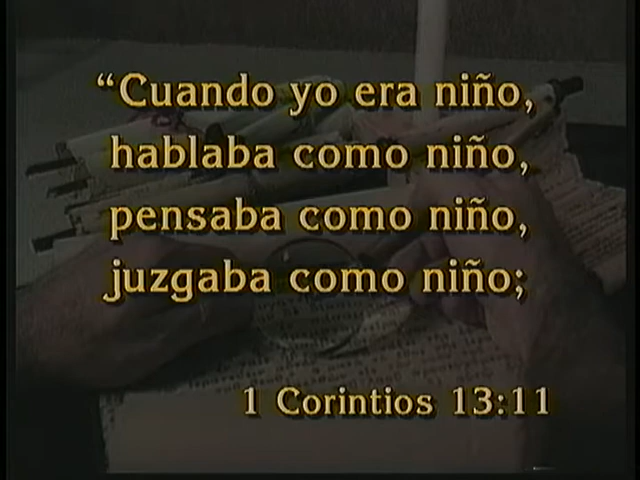 “Cuando yo era niño,
hablaba como niño,
pensaba como niño,
juzgaba como niño;
1 Corintios 13:11